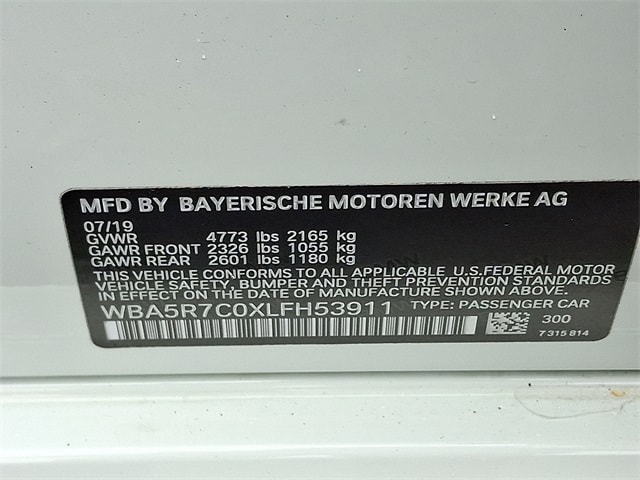 MFD BY BAYERISCHE MOTOREN WERKE AG
07/19
GVWR 4773 lbs 2165 kg
GAWR FRONT 2326 lbs 1055 kg
GAWR REAR 2601 lbs 1180 kg
THIS VEHICLE CONFORMS TO ALL APPLICABLE U.S.FEDERAL MOTOR
VEHICLE SAFETY, BUMPER AND THEFT PREVENTION STANDARDS
IN EFFECT ON THE DATE OF MANUFACTURE SHOWN ABOVE.
WBA5R7C0XLFH53911 TYPE: PASSENGER CAR
300
7 315 814